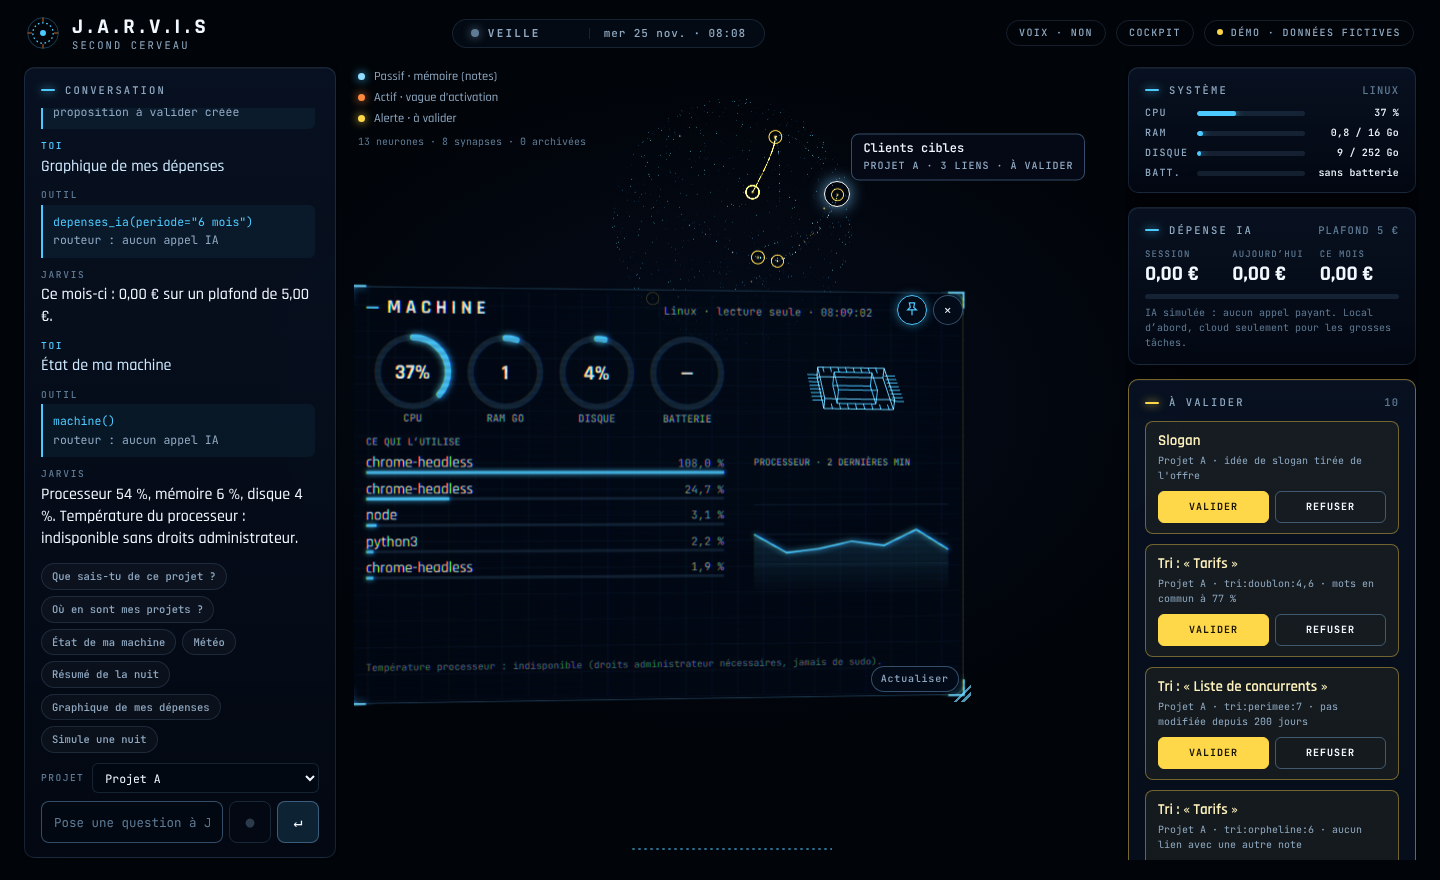 J.A.R.V.I.S
SECOND CERVEAU
VEILLE
mer 25 nov. · 08:08
VOIX · NON
COCKPIT
DÉMO · DONNÉES FICTIVES
CONVERSATION
proposition à valider créée
TOI
Graphique de mes dépenses
OUTIL
depenses_ia(periode="6 mois")
routeur : aucun appel IA
JARVIS
Ce mois-ci : 0,00 € sur un plafond de 5,00
€.
TOI
État de ma machine
OUTIL
machine()
routeur : aucun appel IA
JARVIS
Processeur 54 %, mémoire 6 %, disque 4
%. Température du processeur :
indisponible sans droits administrateur.
Que sais-tu de ce projet ?
Où en sont mes projets ?
État de ma machine
Météo
Résumé de la nuit
Graphique de mes dépenses
Simule une nuit
PROJET
Projet A
Pose une question à J
↵
Passif · mémoire (notes)
Actif · vague d'activation
Alerte · à valider
13 neurones · 8 synapses · 0 archivées
Clients cibles
PROJET A · 3 LIENS · À VALIDER
MACHINE
Linux · lecture seule · 08:09:02
×
37%
CPU
1
RAM GO
4%
DISQUE
—
BATTERIE
CE QUI L'UTILISE
chrome-headless
108,0 %
chrome-headless
24,7 %
node
3,1 %
python3
2,2 %
chrome-headless
1,9 %
PROCESSEUR · 2 DERNIÈRES MIN
Température processeur : indisponible (droits administrateur nécessaires, jamais de sudo).
Actualiser
SYSTÈME
LINUX
CPU
37 %
RAM
0,8 / 16 Go
DISQUE
9 / 252 Go
BATT.
sans batterie
DÉPENSE IA
PLAFOND 5 €
SESSION
0,00 €
AUJOURD'HUI
0,00 €
CE MOIS
0,00 €
IA simulée : aucun appel payant. Local
d'abord, cloud seulement pour les grosses
tâches.
À VALIDER
10
Slogan
Projet A · idée de slogan tirée de
l'offre
VALIDER
REFUSER
Tri : « Tarifs »
Projet A · tri:doublon:4,6 · mots en
commun à 77 %
VALIDER
REFUSER
Tri : « Liste de concurrents »
Projet A · tri:perimee:7 · pas
modifiée depuis 200 jours
VALIDER
REFUSER
Tri : « Tarifs »
Projet A · tri:orpheline:6 · aucun
lien avec une autre note